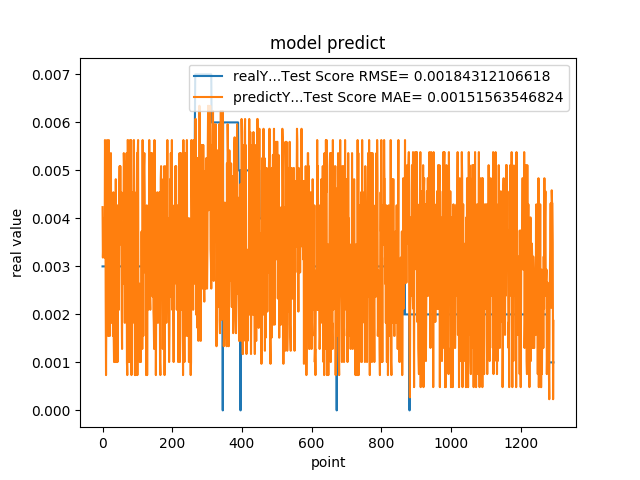 model predict
realY...Test Score RMSE= 0.00184312106618
predictY...Test Score MAE= 0.00151563546824
real value
0.007
0.006
0.005
0.004
0.003
0.002
0.001
0.000
0 200 400 600 800 1000 1200
point